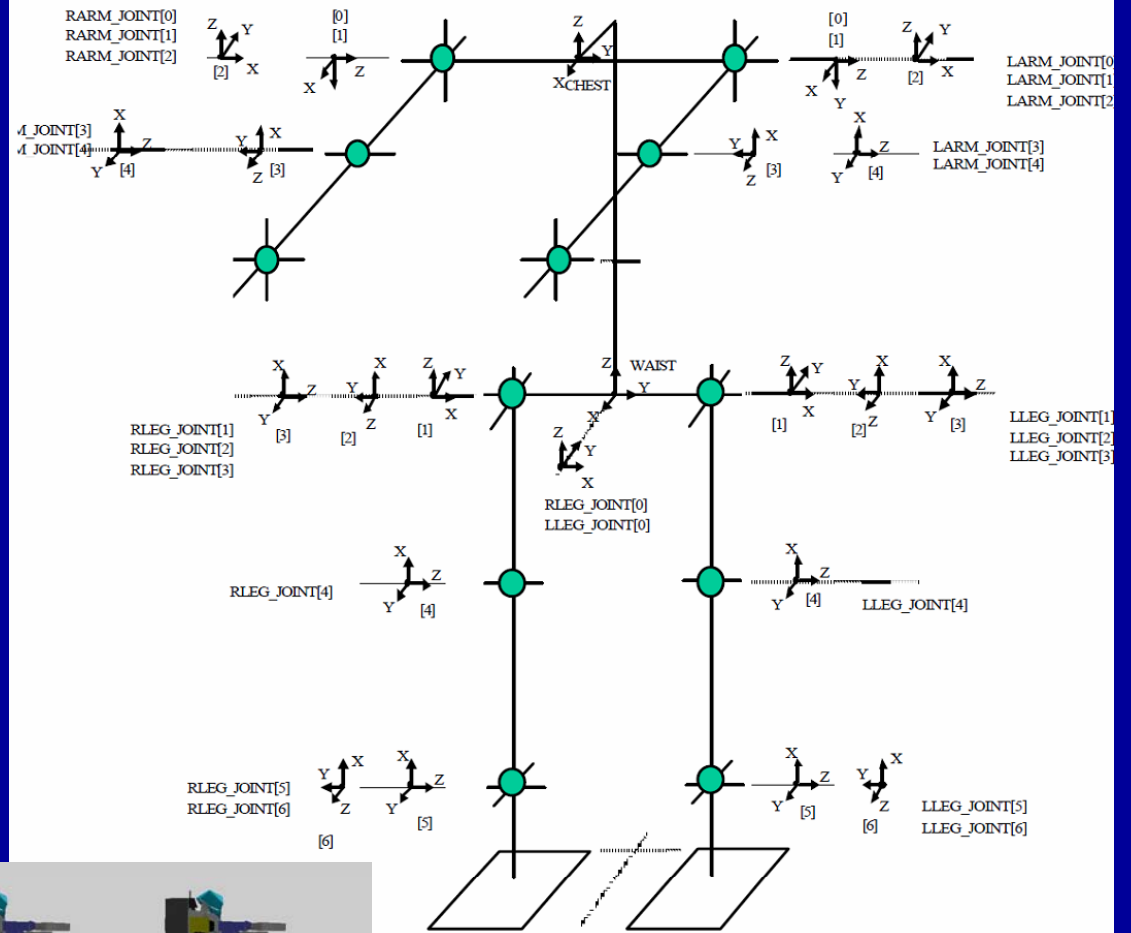 RARM_JOINT[0]
RARM_JOINT[1]
RARM_JOINT[2]
Z Y
X
[2]
[0]
[1]
Z
X
Z
Y
X
CHEST
[0]
[1]
Z
X
Y
Z Y
X
[2]
LARM_JOINT[0
LARM_JOINT[1
LARM_JOINT[2
M_JOINT[3]
M_JOINT[4]
X
Z
Y [4]
Y X
Z [3]
Y X
Z [3]
X
Z
Y [4]
LARM_JOINT[3]
LARM_JOINT[4]
X
Z
Y
[3]
X
Y
Z
[2]
Z
Y
X
[1]
Z WAIST
Y
X
Z
Y
X
[1]
X
Y
Z
[2]
X
Z
Y
[3]
RLEG_JOINT[1]
RLEG_JOINT[2]
RLEG_JOINT[3]
Z
Y
X
RLEG_JOINT[0]
LLEG_JOINT[0]
LLEG_JOINT[1]
LLEG_JOINT[2]
LLEG_JOINT[3]
RLEG_JOINT[4]
X
Z
Y [4]
X
Z
Y [4]
LLEG_JOINT[4]
RLEG_JOINT[5]
RLEG_JOINT[6]
X
Y
Z
[6]
X
Z
Y
[5]
X
Z
Y
[5]
X
Y
Z
[6]
LLEG_JOINT[5]
LLEG_JOINT[6]